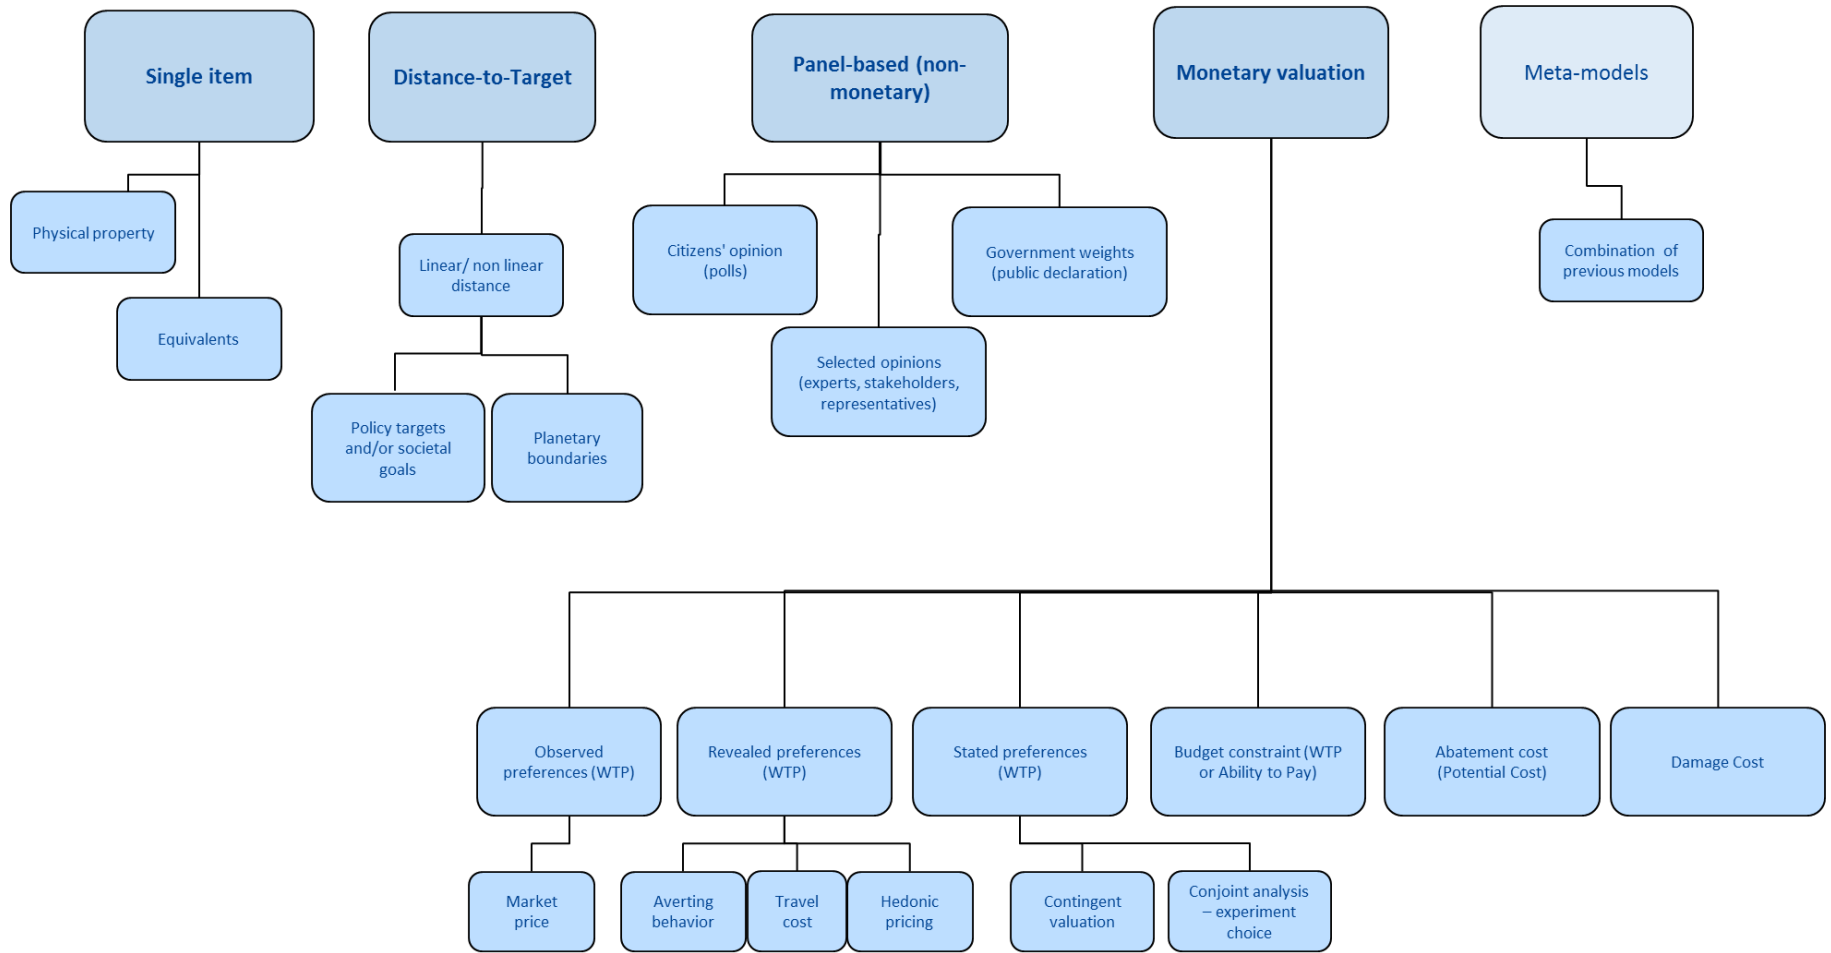 Single item
Distance-to-Target
Panel-based (non-
monetary)
Monetary valuation
Meta-models
Physical property
Equivalents
Linear/ non linear
distance
Policy targets
and/or societal
goals
Planetary
boundaries
Citizens' opinion
(polls)
Selected opinions
(experts, stakeholders,
representatives)
Government weights
(public declaration)
Combination  of
previous models
Observed
preferences (WTP)
Revealed preferences
(WTP)
Stated preferences
(WTP)
Budget constraint (WTP
or Ability to Pay)
Abatement cost
(Potential Cost)
Damage Cost
Market
price
Averting
behavior
Travel
cost
Hedonic
pricing
Contingent
valuation
Conjoint analysis
– experiment
choice